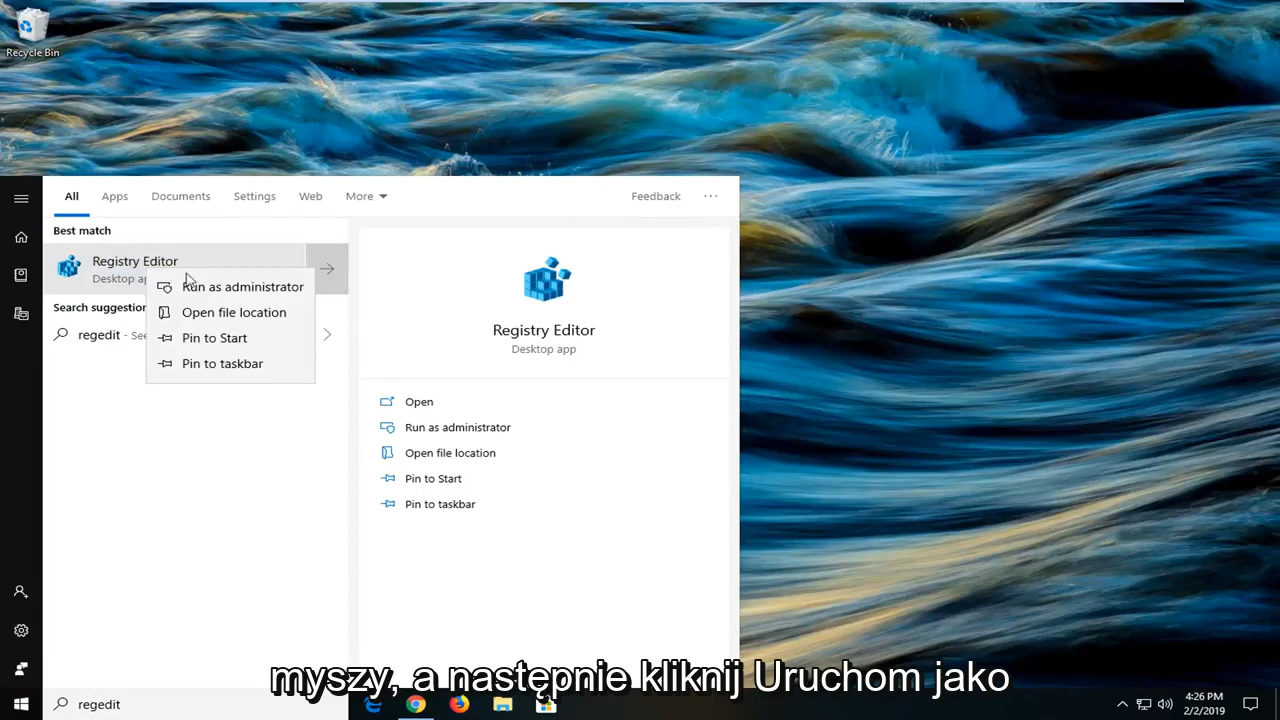 Recycle Bin
All Apps Documents Settings Web More Feedback ...
Best match
Registry Editor
Desktop ap
Run as administrator
Open file location
Pin to Start
Pin to taskbar
Search suggestion
regedit - See
Registry Editor
Desktop app
Open
Run as administrator
Open file location
Pin to Start
Pin to taskbar
myszy, a następnie kliknij Uruchom jako
regedit
4:26 PM
2/2/2019